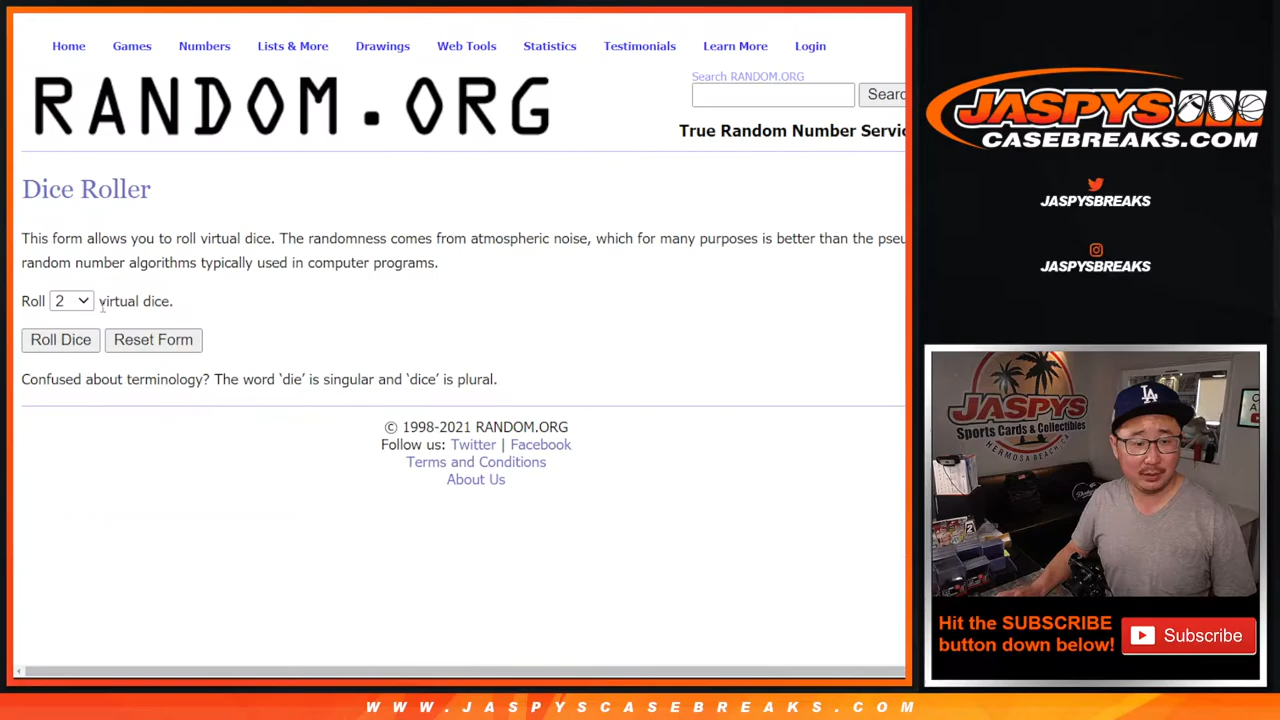 Home Games Numbers Lists & More Drawings Web Tools Statistics Testimonials Learn More Login
RANDOM.ORG
Search RANDOM.ORG
Searc
True Random Number Servic
Dice Roller
This form allows you to roll virtual dice. The randomness comes from atmospheric noise, which for many purposes is better than the pseu
random number algorithms typically used in computer programs.
Roll 2 virtual dice.
Roll Dice Reset Form
Confused about terminology? The word ‘die’ is singular and ‘dice’ is plural.
© 1998-2021 RANDOM.ORG
Follow us: Twitter | Facebook
Terms and Conditions
About Us
JASPYS
CASEBREAKS.COM
JASPYSBREAKS
JASPYSBREAKS
JASPYS
Sports Cards & Collectibles
HERMOSA BEACH, CA
LA
Hit the SUBSCRIBE
button down below!
Subscribe
WWW.JASPYSCASEBREAKS.COM